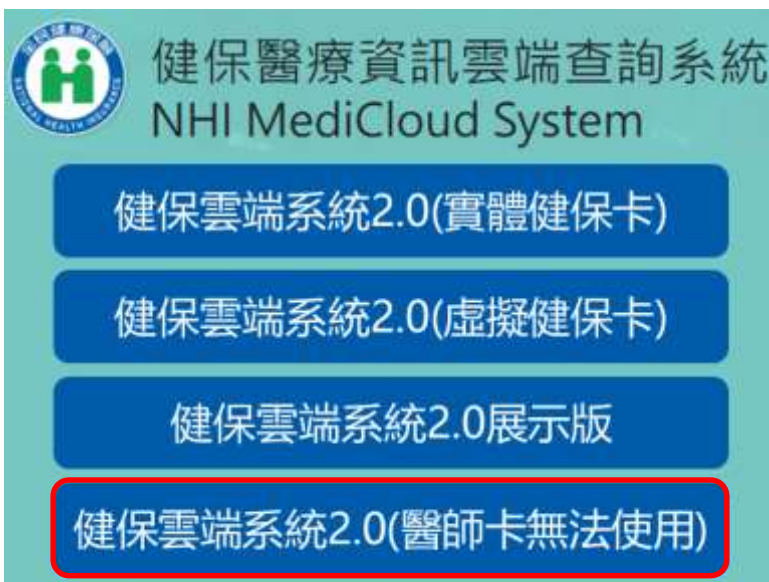 健保醫療資訊雲端查詢系統
NHI MediCloud System
健保雲端系統2.0(實體健保卡)
健保雲端系統2.0(虛擬健保卡)
健保雲端系統2.0展示版
健保雲端系統2.0(醫師卡無法使用)